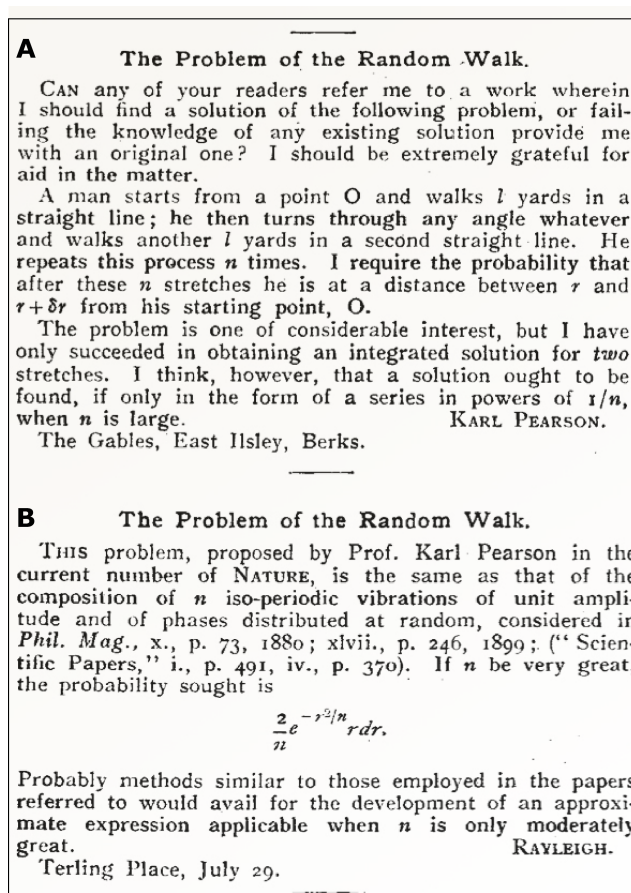 A
The Problem of the Random Walk.
CAN any of your readers refer me to a work wherein
I should find a solution of the following problem, or fail-
ing the knowledge of any existing solution provide me
with an original one? I should be extremely grateful for
aid in the matter.
A man starts from a point O and walks l yards in a
straight line; he then turns through any angle whatever
and walks another l yards in a second straight line. He
repeats this process n times. I require the probability that
after these n stretches he is at a distance between r and
r+δr from his starting point, O.
The problem is one of considerable interest, but I have
only succeeded in obtaining an integrated solution for two
stretches. I think, however, that a solution ought to be
found, if only in the form of a series in powers of 1/n,
when n is large. KARL PEARSON.
The Gables, East Ilsley, Berks.
B
The Problem of the Random Walk.
THIS problem, proposed by Prof. Karl Pearson in the
current number of NATURE, is the same as that of the
composition of n iso-periodic vibrations of unit ampli-
tude and of phases distributed at random, considered in
Phil. Mag., x., p. 73, 1880; xlvii., p. 246, 1899; ("Scien-
tific Papers," i., p. 491, iv., p. 370). If n be very great
the probability sought is
2/n e^{-r²/n} rdr.
Probably methods similar to those employed in the papers
referred to would avail for the development of an approxi-
mate expression applicable when n is only moderately
great. RAYLEIGH.
Terling Place, July 29.